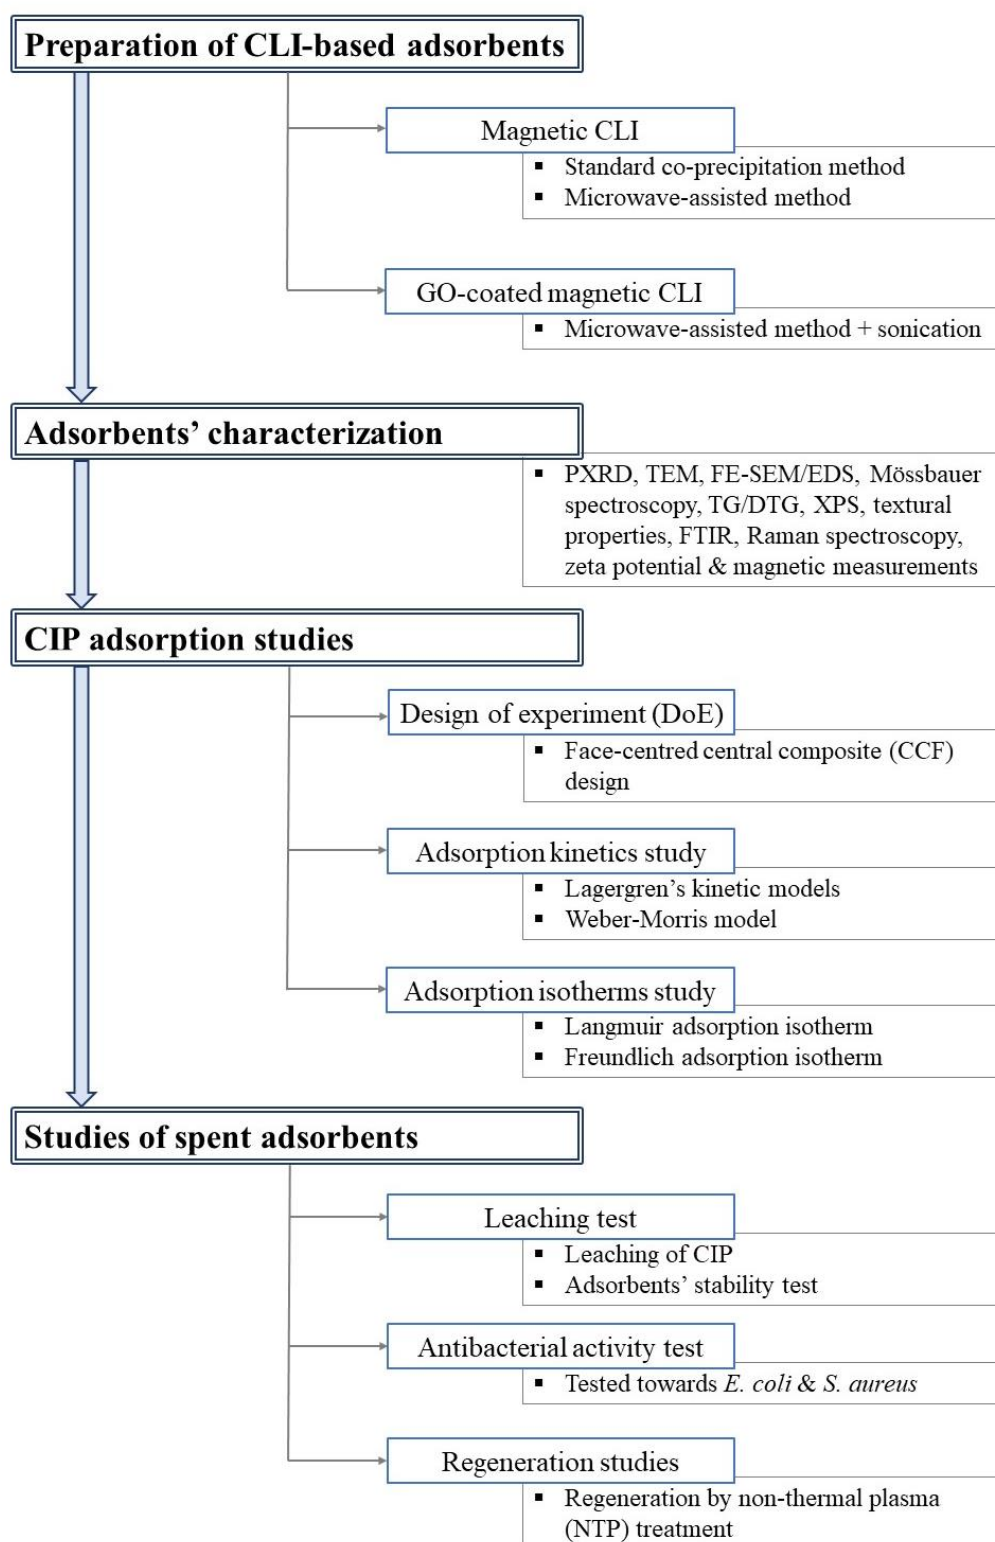 Preparation of CLI-based adsorbents
Magnetic CLI
▪ Standard co-precipitation method
▪ Microwave-assisted method
GO-coated magnetic CLI
▪ Microwave-assisted method + sonication
Adsorbents’ characterization
▪ PXRD, TEM, FE-SEM/EDS, Mössbauer
spectroscopy, TG/DTG, XPS, textural
properties, FTIR, Raman spectroscopy,
zeta potential & magnetic measurements
CIP adsorption studies
Design of experiment (DoE)
▪ Face-centred central composite (CCF)
design
Adsorption kinetics study
▪ Lagergren’s kinetic models
▪ Weber-Morris model
Adsorption isotherms study
▪ Langmuir adsorption isotherm
▪ Freundlich adsorption isotherm
Studies of spent adsorbents
Leaching test
▪ Leaching of CIP
▪ Adsorbents’ stability test
Antibacterial activity test
▪ Tested towards E. coli & S. aureus
Regeneration studies
▪ Regeneration by non-thermal plasma
(NTP) treatment